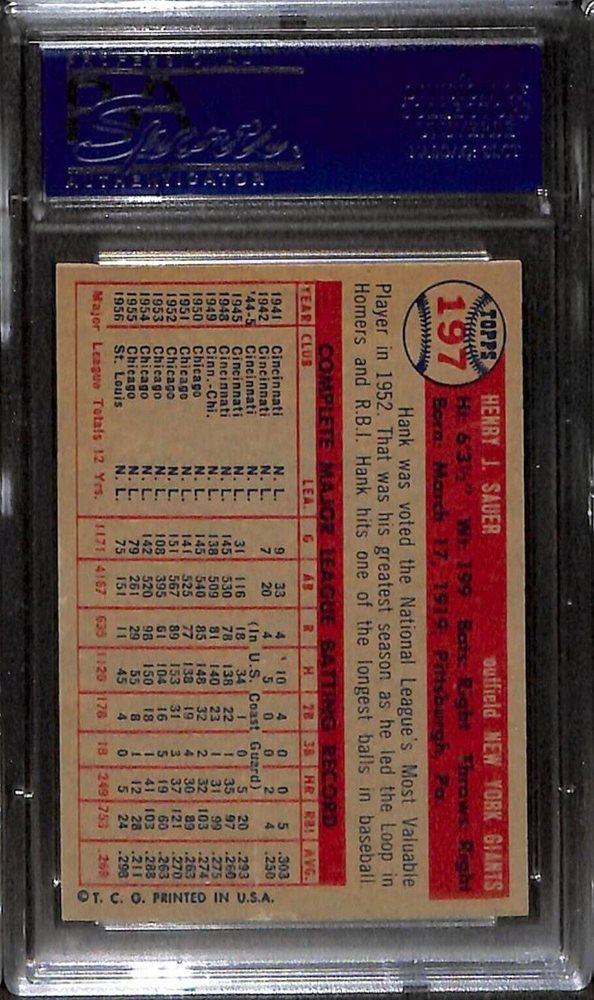 PROFESSIONAL
PSA
Sports
AUTHENTICATOR
TOPPS
197
HENRY J. SAUER outfield NEW YORK GIANTS
Ht: 6'3½" Wt: 199 Bats: Right Throws: Right
Born: March 17, 1919 Pittsburgh, Pa.
Hank was voted the National League's Most Valuable
Player in 1952. That was his greatest season as he led the Loop in
Homers and R.B.I. Hank hits one of the longest balls in baseball.
COMPLETE MAJOR LEAGUE BATTING RECORD
YEAR CLUB LEA. G AB R H 2B 3B HR RBI AVG.
1941 Cincinnati N. L. 9 33 4 10 4 0 0 5 .303
1942 Cincinnati N. L. 7 20 4 5 0 0 2 4 .250
'44-5 Cincinnati N. L. (In U.S. Coast Guard)
1945 Cincinnati N. L. 31 116 18 34 1 0 5 20 .293
1948 Cincinnati N. L. 145 530 78 138 22 1 35 97 .260
1949 Cinn.-Chi. N. L. 138 509 81 140 23 1 31 99 .275
1950 Chicago N. L. 145 540 85 148 32 2 32 103 .274
1951 Chicago N. L. 141 525 77 138 19 4 30 89 .263
1952 Chicago N. L. 151 567 89 153 31 3 37 121 .270
1953 Chicago N. L. 108 395 61 104 16 5 19 60 .263
1954 Chicago N. L. 142 520 98 150 18 1 41 103 .288
1955 Chicago N. L. 79 261 29 55 8 1 12 28 .211
1956 St. Louis N. L. 75 151 11 45 4 0 5 24 .298
Major League Totals 12 Yrs. 1171 4167 635 1120 178 18 249 753 .269
© T. C. G. PRINTED IN U.S.A.